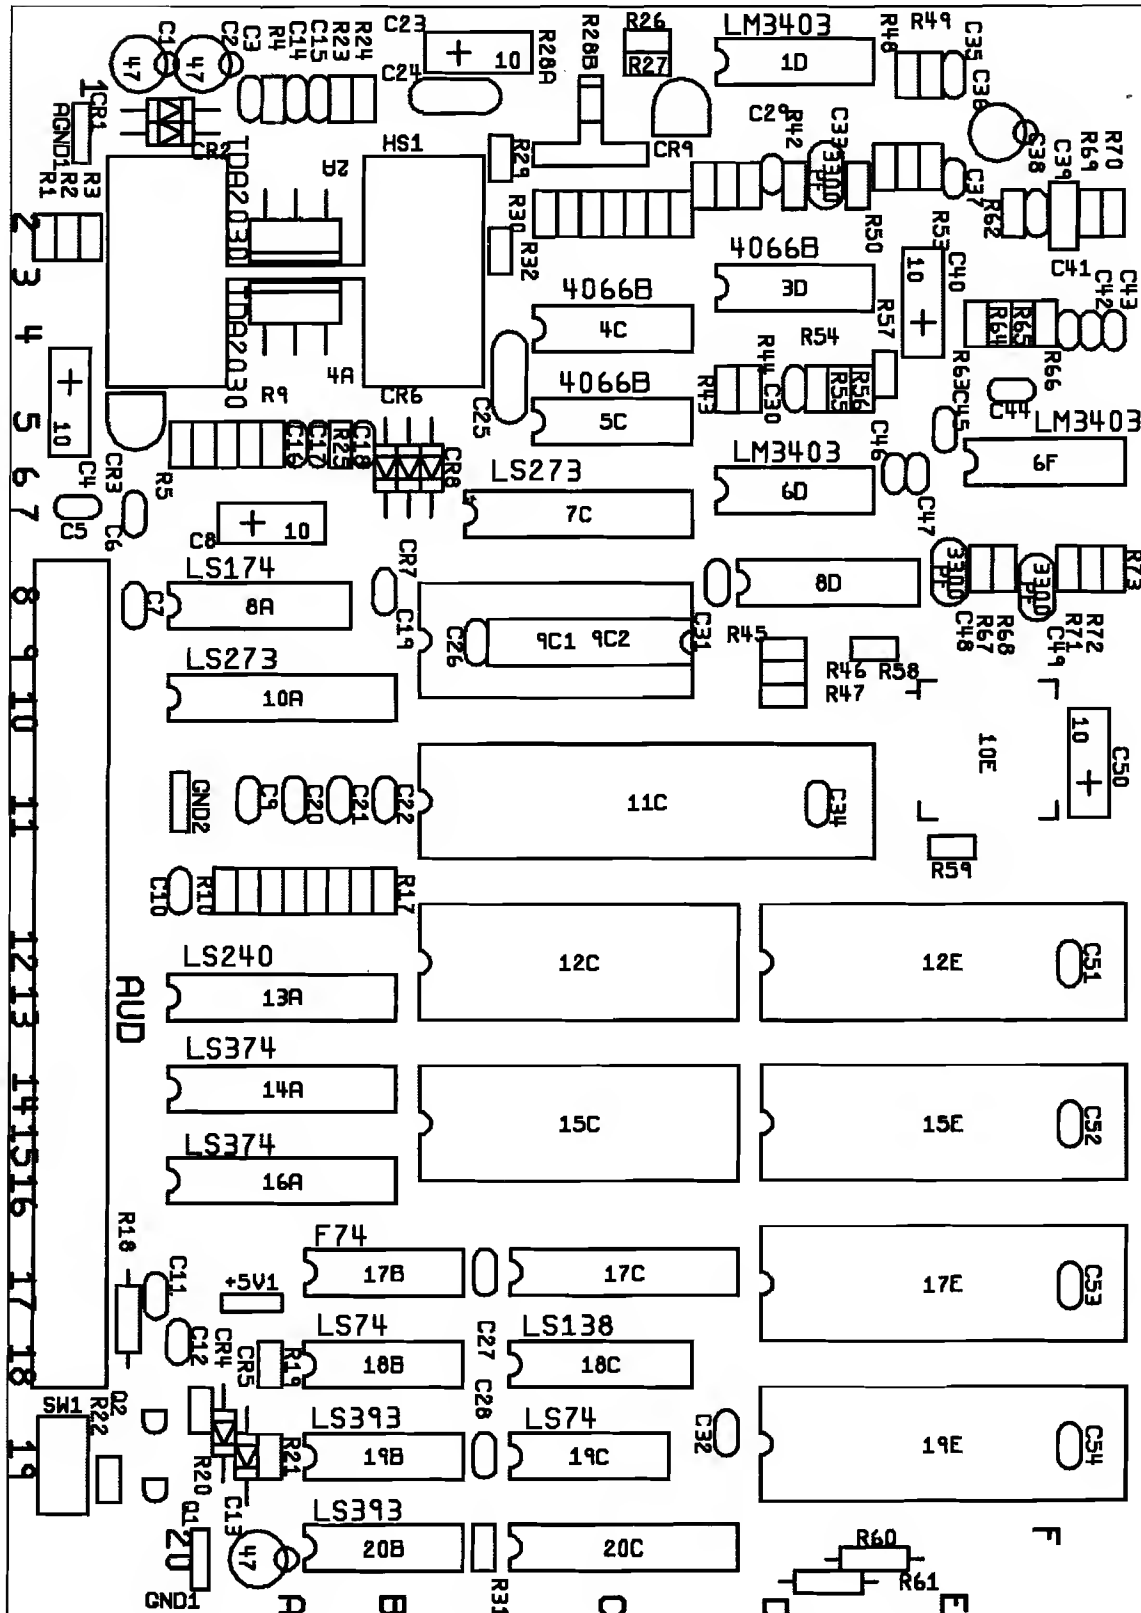 C1
C2
C3
R4
C14
C15
R23
R24
C23
C24
+ 10
R28A
R28B
R26
R27
LM3403
1D
R48
R49
C35
C36
47
47
1
CR1
AGND1
CR2
R1
R2
R3
TDA2030
2A
HS1
R29
R30
R32
CR9
C29
R42
C33
3300
PF
R50
C37
R53
C38
C39
R69
R70
R62
C41
C42
C43
C40
10 +
4066B
3D
4066B
4C
TDA2030
4A
R57
R54
R44
R43
C30
R55
R56
R64
R65
R66
R63
C44
C45
+ 10
R9
CR6
C25
4066B
5C
C16
C17
R25
C18
CR8
C4
CR3
R5
C5
C6
+ 10
C8
LS273
7C
LM3403
6D
C46
C47
LM3403
6F
CR7
LS174
8A
C7
C19
C26
9C1
9C2
C31
8D
3300
PF
C48
R67
R68
3300
PF
C49
R71
R72
R73
R45
R46
R47
R58
LS273
10A
10E
10 +
C50
GND2
C9
C20
C21
C22
11C
C34
R59
C10
R10
R17
12C
12E
C51
LS240
13A
AUD
LS374
14A
15C
15E
C52
LS374
16A
R18
C11
C12
+5V1
F74
17B
17C
17E
C53
CR4
CR5
R19
LS74
18B
C27
LS138
18C
SW1
R22
Q2
R20
R21
LS393
19B
C28
LS74
19C
C32
19E
C54
Q1
GND1
C13
47
LS393
20B
R31
20C
R60
R61
2
3
4
5
6
7
8
9
10
11
12
13
14
15
16
17
18
19
20
A
B
C
D
E
F